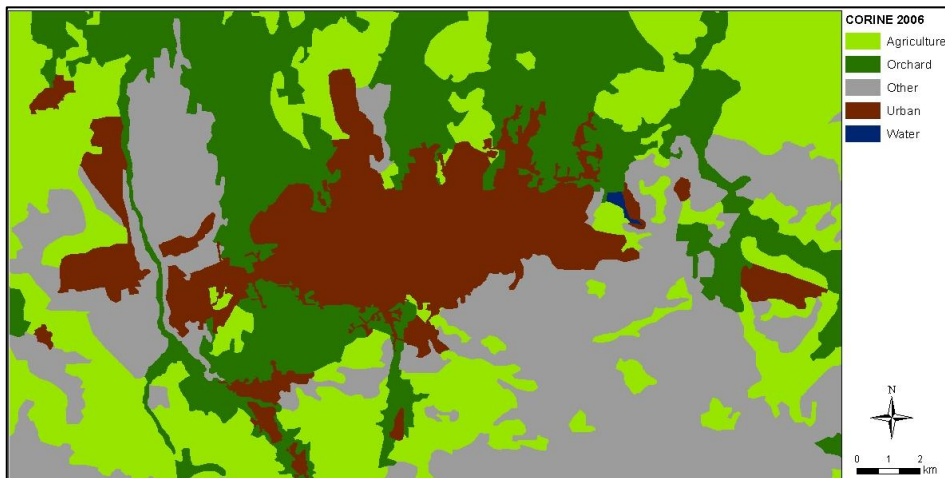 CORINE 2006
Agriculture
Orchard
Other
Urban
Water
N
0 1 2
km